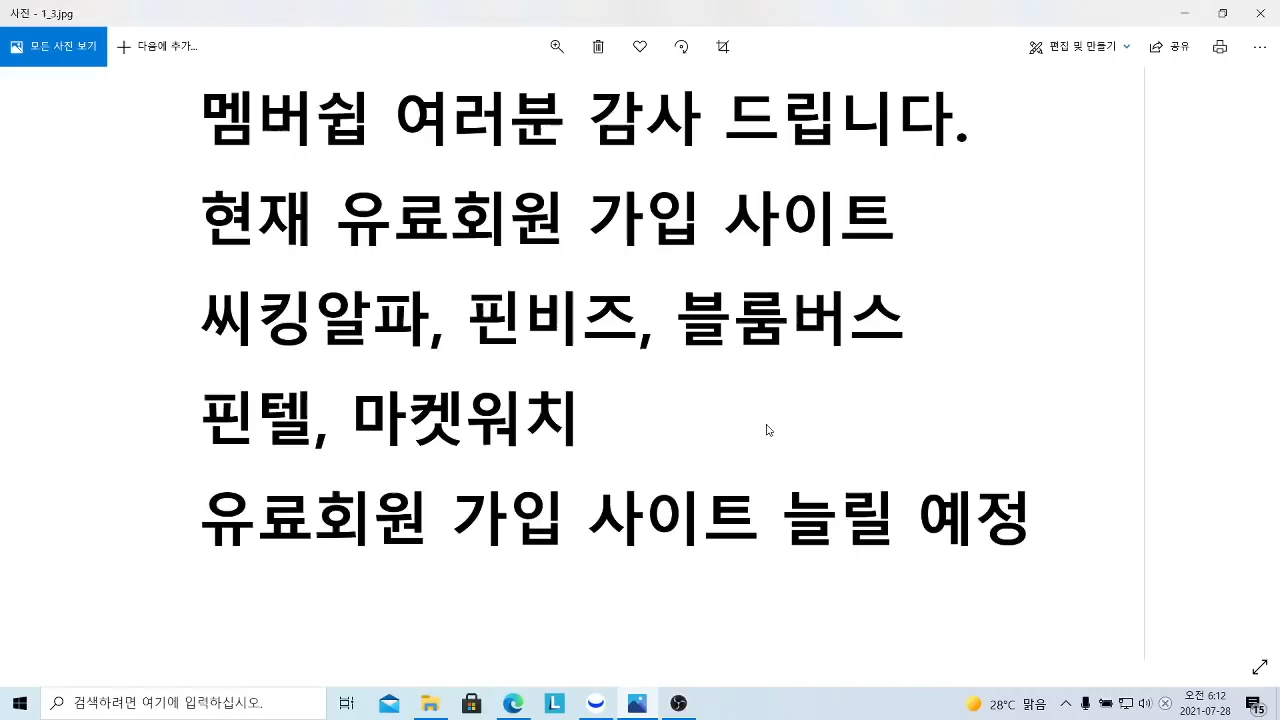 사진 - 1_3.jpg
모든 사진 보기
다음에 추가...
편집 및 만들기
공유
멤버쉽 여러분 감사 드립니다.
현재 유료회원 가입 사이트
씨킹알파, 핀비즈, 블룸버스
핀텔, 마켓워치
유료회원 가입 사이트 늘릴 예정
검색하려면 여기에 입력하십시오.
L
28°C 맑음
오전 6:12
2021-07-28
15